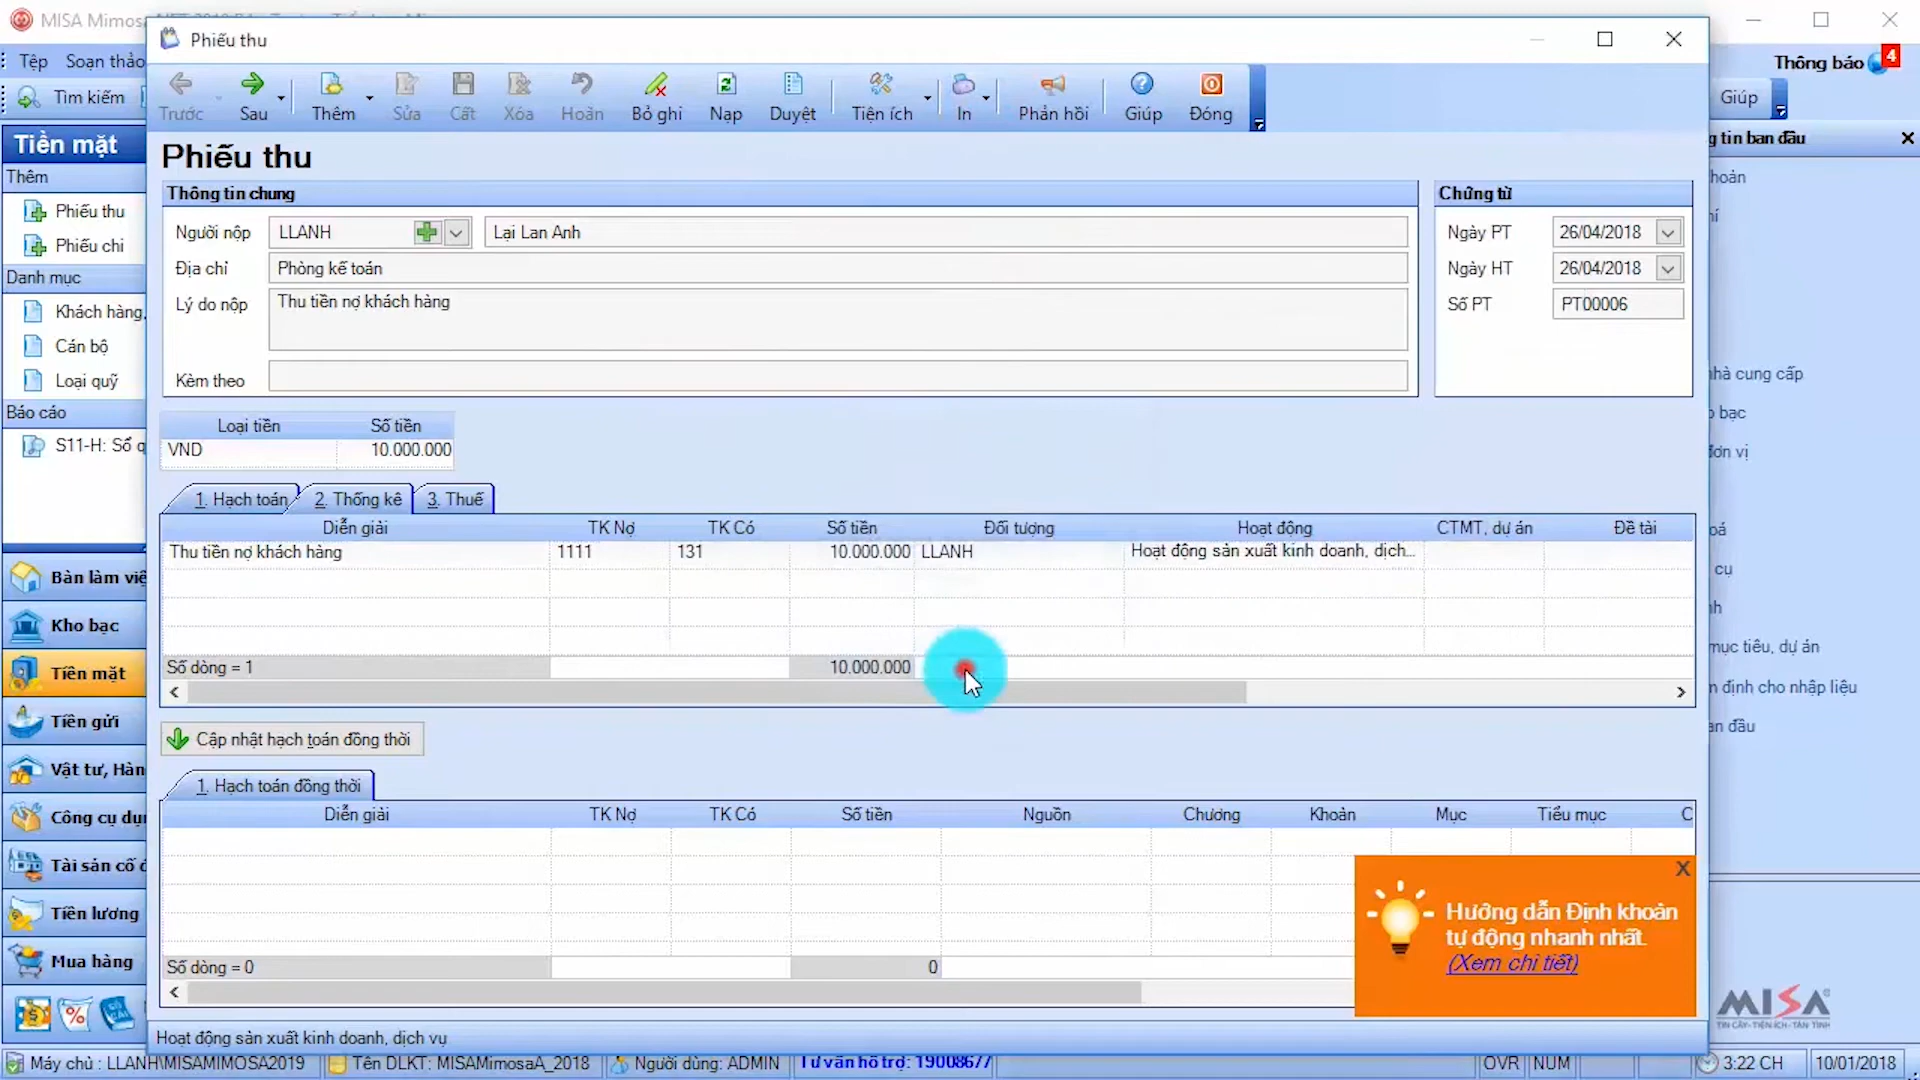 MISA Mimosa
Phiếu thu
Tệp Soạn thảo
Thông báo 4
Tìm kiếm
Giúp
Trước Sau Thêm Sửa Cất Xóa Hoãn Bỏ ghi Nạp Duyệt Tiện ích In Phản hồi Giúp Đóng
Tiền mặt
Phiếu thu
Thêm
Phiếu thu
Phiếu chi
Danh mục
Khách hàng,
Cán bộ
Loại quỹ
Báo cáo
S11-H: Sổ q
Thông tin chung
Người nộp LLANH Lại Lan Anh
Địa chỉ Phòng kế toán
Lý do nộp Thu tiền nợ khách hàng
Kèm theo
Chứng từ
Ngày PT 26/04/2018
Ngày HT 26/04/2018
Số PT PT00006
Loại tiền Số tiền
VND 10.000.000
1. Hạch toán 2. Thống kê 3. Thuế
Diễn giải TK Nợ TK Có Số tiền Đối tượng Hoạt động CTMT, dự án Đề tài
Thu tiền nợ khách hàng 1111 131 10.000.000 LLANH Hoạt động sản xuất kinh doanh, dịch...
Số dòng = 1 10.000.000
Cập nhật hạch toán đồng thời
1. Hạch toán đồng thời
Diễn giải TK Nợ TK Có Số tiền Nguồn Chương Khoản Mục Tiểu mục C
Số dòng = 0 0
Hướng dẫn Định khoản
tự động nhanh nhất.
(Xem chi tiết)
X
Hoạt động sản xuất kinh doanh, dịch vụ
Bàn làm việ
Kho bạc
Tiền mặt
Tiền gửi
Vật tư, Hàn
Công cụ dụn
Tài sản cố đ
Tiền lương
Mua hàng
g tin ban đầu
hoản
hí
nhà cung cấp
o bạc
đơn vị
oá
cụ
nh
mục tiêu, dự án
n định cho nhập liệu
an đầu
MISA
TIN CẬY-TIỆN ÍCH-TẬN TÌNH
Máy chủ : LLANH\MISAMIMOSA2019 Tên DLKT: MISAMimosaA_2018 Người dùng: ADMIN Tư vấn hỗ trợ: 19008677 OVR NUM 3:22 CH 10/01/2018